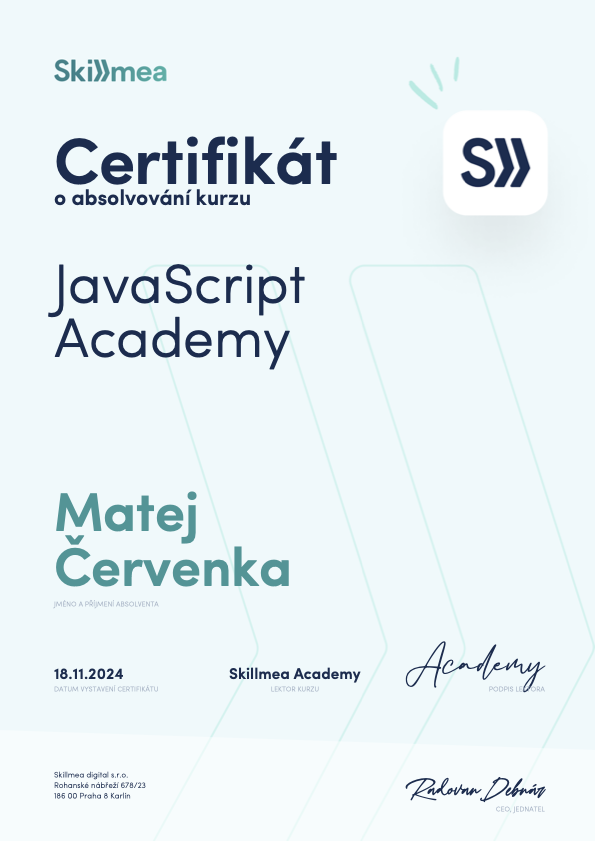 Skillmea
Certifikát
o absolvování kurzu
S
JavaScript
Academy
Matej
Červenka
JMÉNO A PŘÍJMENÍ ABSOLVENTA
18.11.2024
DATUM VYSTAVENÍ CERTIFIKÁTU
Skillmea Academy
LEKTOR KURZU
Academy
PODPIS LEKTORA
Skillmea digital s.r.o.
Rohanské nábřeží 678/23
186 00 Praha 8 Karlín
Radovan Debnár
CEO, JEDNATEL